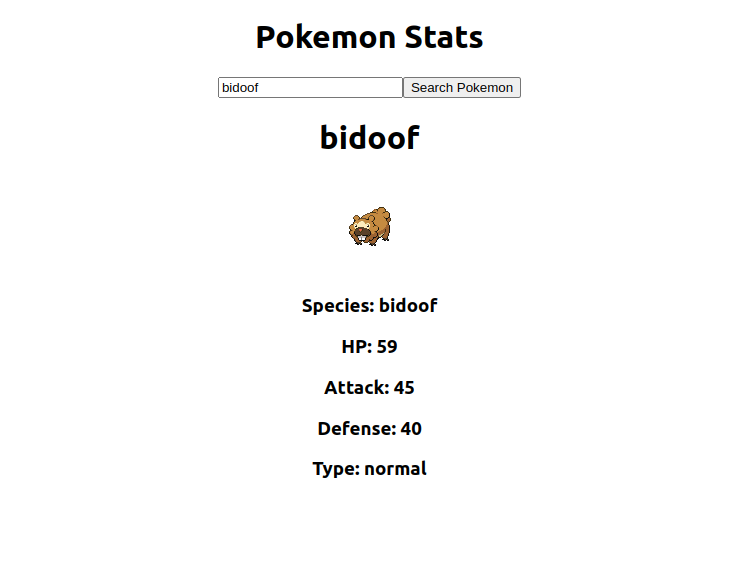 Pokemon Stats
bidoof Search Pokemon
bidoof
Species: bidoof
HP: 59
Attack: 45
Defense: 40
Type: normal